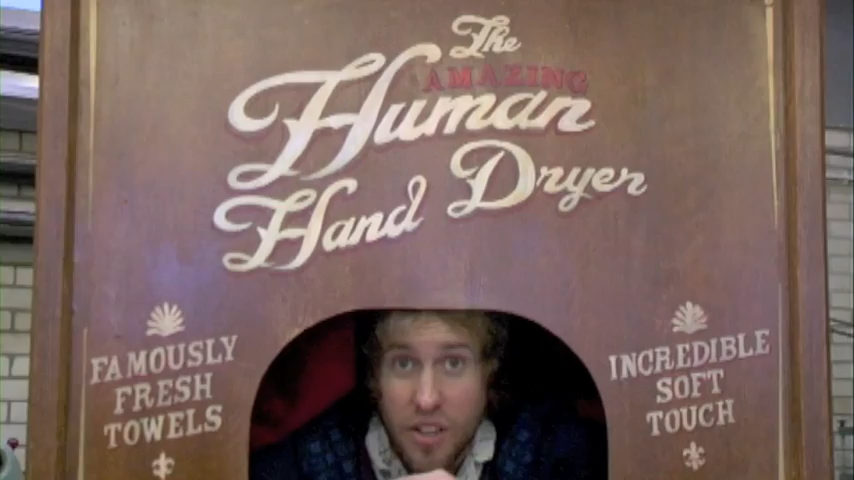 The
AMAZING
Human
Hand Dryer
FAMOUSLY
FRESH
TOWELS
INCREDIBLE
SOFT
TOUCH